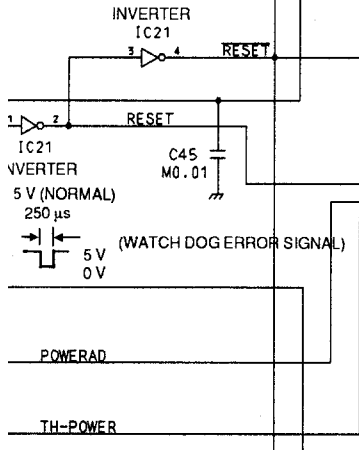 INVERTER
IC21
3 4 RESET
1 2 RESET
IC21
NVERTER
C45
M0.01
5 V (NORMAL)
250 µs
(WATCH DOG ERROR SIGNAL)
5 V
0 V
POWERAD
TH-POWER